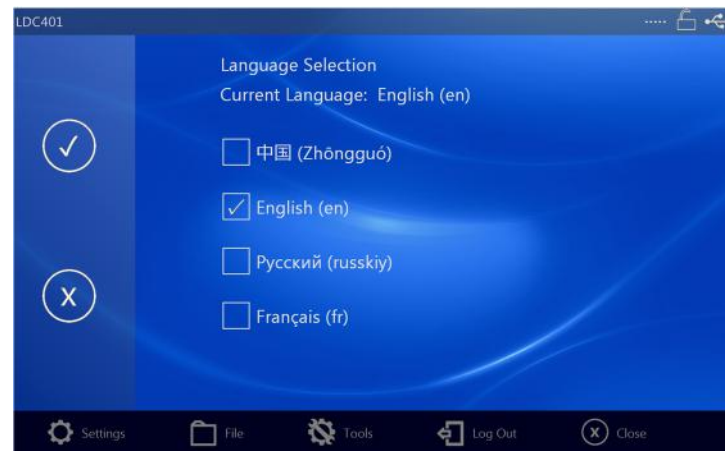 LDC401
Language Selection
Current Language: English (en)
中国 (Zhōngguó)
English (en)
Русский (russkiy)
Français (fr)
X
Settings
File
Tools
Log Out
X
Close